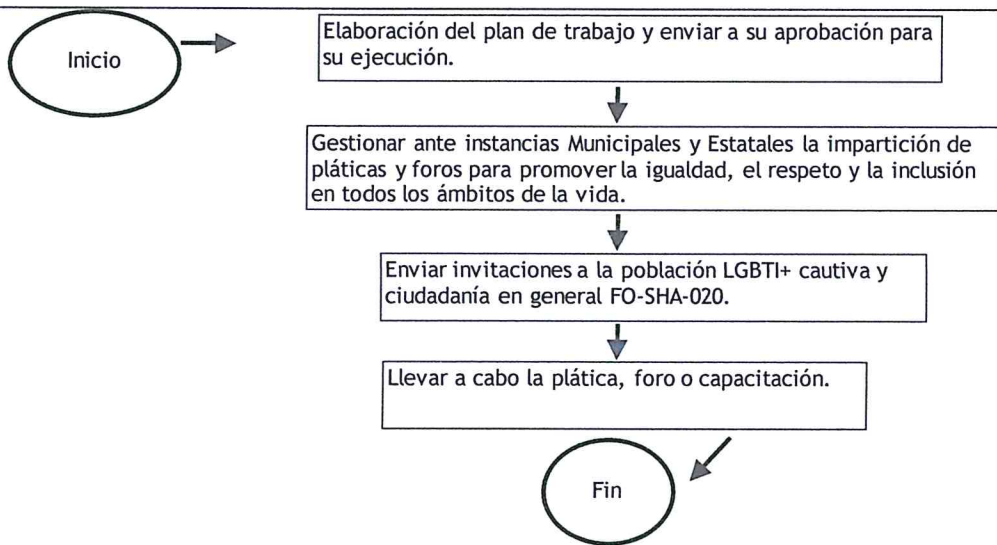 Inicio
Elaboración del plan de trabajo y enviar a su aprobación para
su ejecución.
Gestionar ante instancias Municipales y Estatales la impartición de
pláticas y foros para promover la igualdad, el respeto y la inclusión
en todos los ámbitos de la vida.
Enviar invitaciones a la población LGBTI+ cautiva y
ciudadanía en general FO-SHA-020.
Llevar a cabo la plática, foro o capacitación.
Fin